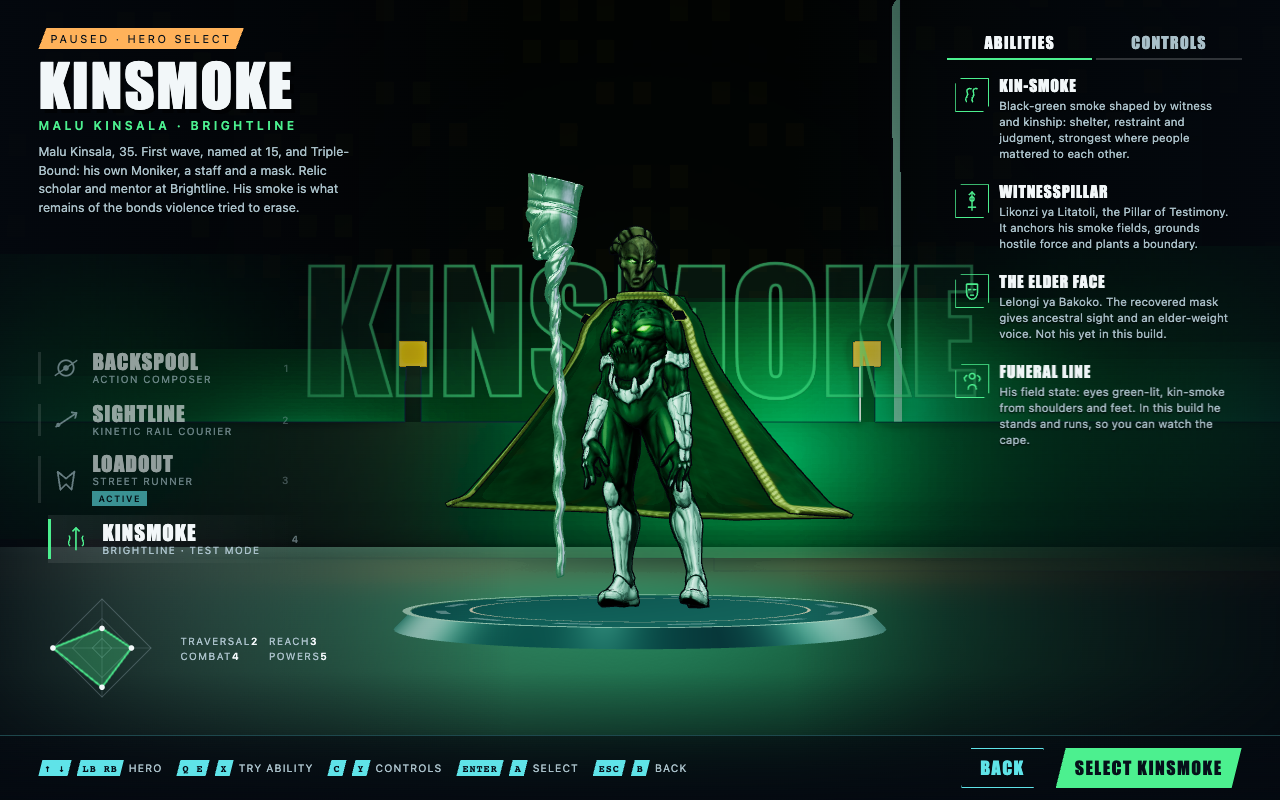 PAUSED · HERO SELECT
KINSMOKE
MALU KINSALA · BRIGHTLINE
Malu Kinsala, 35. First wave, named at 15, and Triple-
Bound: his own Moniker, a staff and a mask. Relic
scholar and mentor at Brightline. His smoke is what
remains of the bonds violence tried to erase.
KINSMOKE
BACKSPOOL
ACTION COMPOSER
1
SIGHTLINE
KINETIC RAIL COURIER
2
LOADOUT
STREET RUNNER
3
ACTIVE
KINSMOKE
BRIGHTLINE · TEST MODE
4
TRAVERSAL2 REACH3
COMBAT4 POWERS5
ABILITIES CONTROLS
KIN-SMOKE
Black-green smoke shaped by witness
and kinship: shelter, restraint and
judgment, strongest where people
mattered to each other.
WITNESSPILLAR
Likonzi ya Litatoli, the Pillar of Testimony.
It anchors his smoke fields, grounds
hostile force and plants a boundary.
THE ELDER FACE
Lelongi ya Bakoko. The recovered mask
gives ancestral sight and an elder-weight
voice. Not his yet in this build.
FUNERAL LINE
His field state: eyes green-lit, kin-smoke
from shoulders and feet. In this build he
stands and runs, so you can watch the
cape.
↑ ↓ LB RB HERO Q E X TRY ABILITY C Y CONTROLS ENTER A SELECT ESC B BACK
BACK SELECT KINSMOKE